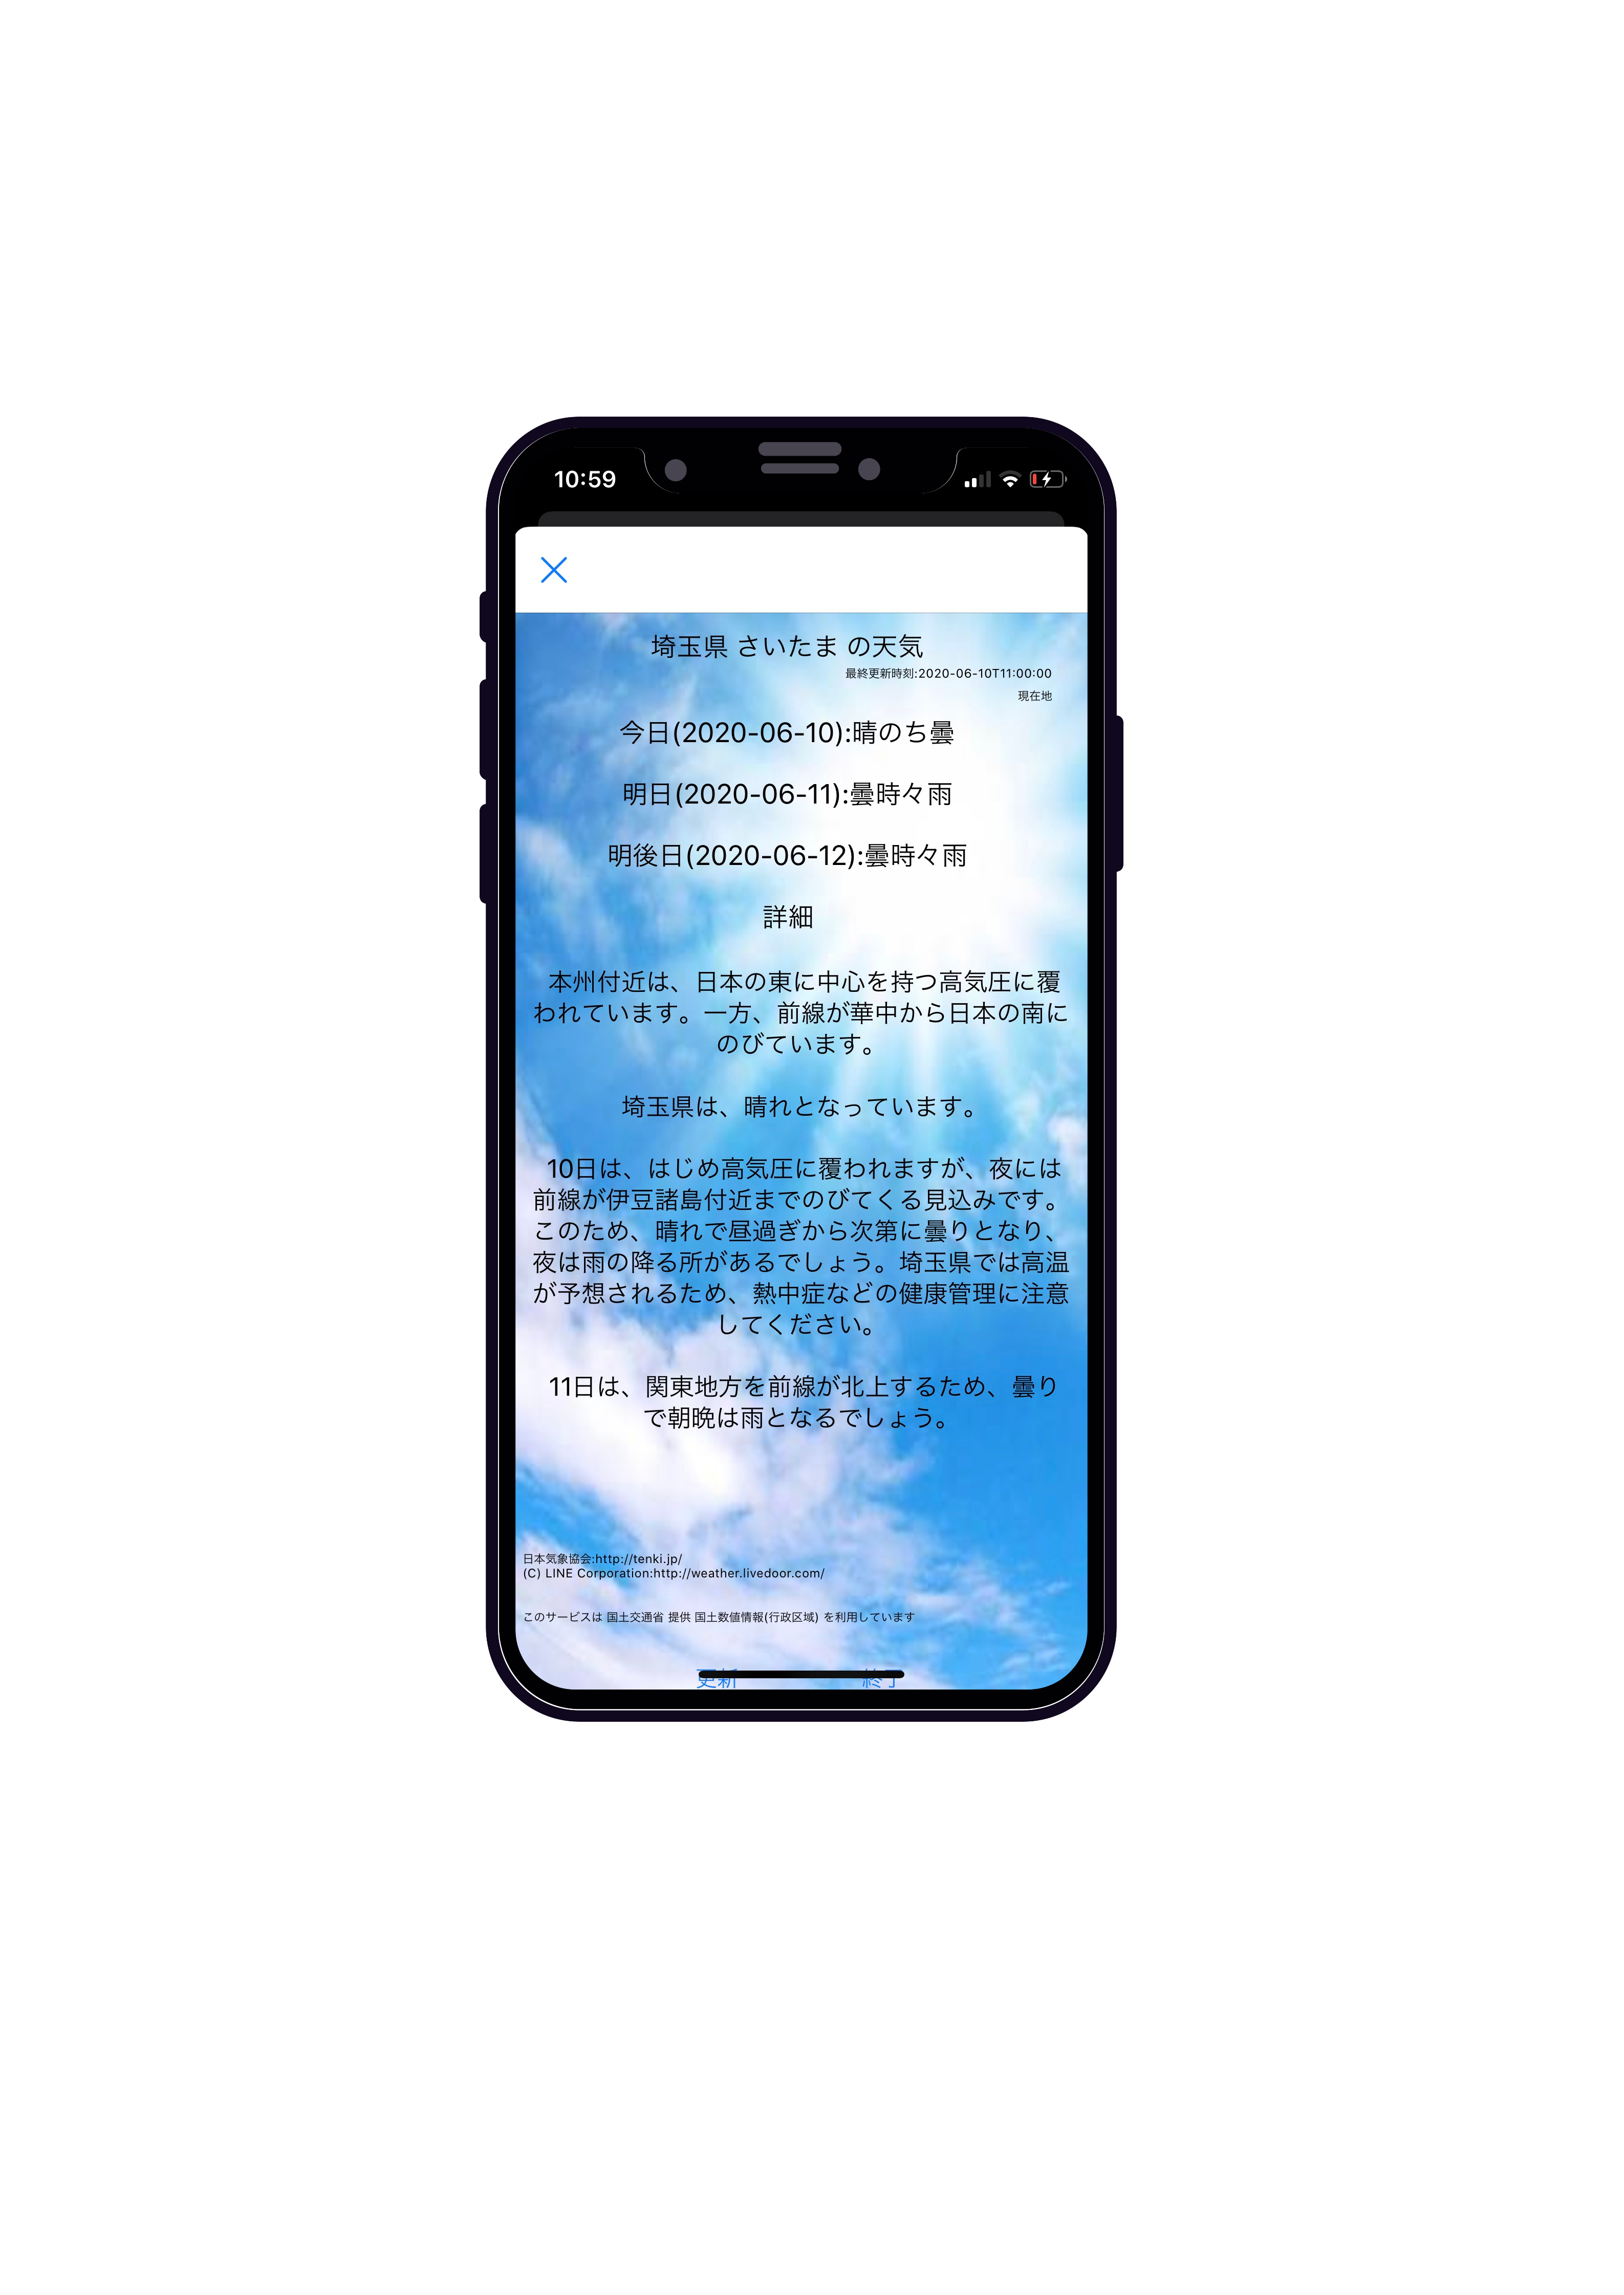 10:59
埼玉県 さいたま の天気
最終更新時刻:2020-06-10T11:00:00
現在地
今日(2020-06-10):晴のち曇
明日(2020-06-11):曇時々雨
明後日(2020-06-12):曇時々雨
詳細
本州付近は、日本の東に中心を持つ高気圧に覆
われています。一方、前線が華中から日本の南に
のびています。
埼玉県は、晴れとなっています。
10日は、はじめ高気圧に覆われますが、夜には
前線が伊豆諸島付近までのびてくる見込みです。
このため、晴れで昼過ぎから次第に曇りとなり、
夜は雨の降る所があるでしょう。埼玉県では高温
が予想されるため、熱中症などの健康管理に注意
してください。
11日は、関東地方を前線が北上するため、曇り
で朝晩は雨となるでしょう。
日本気象協会:http://tenki.jp/
(C) LINE Corporation:http://weather.livedoor.com/
このサービスは 国土交通省 提供 国土数値情報(行政区域) を利用しています
更新 終了